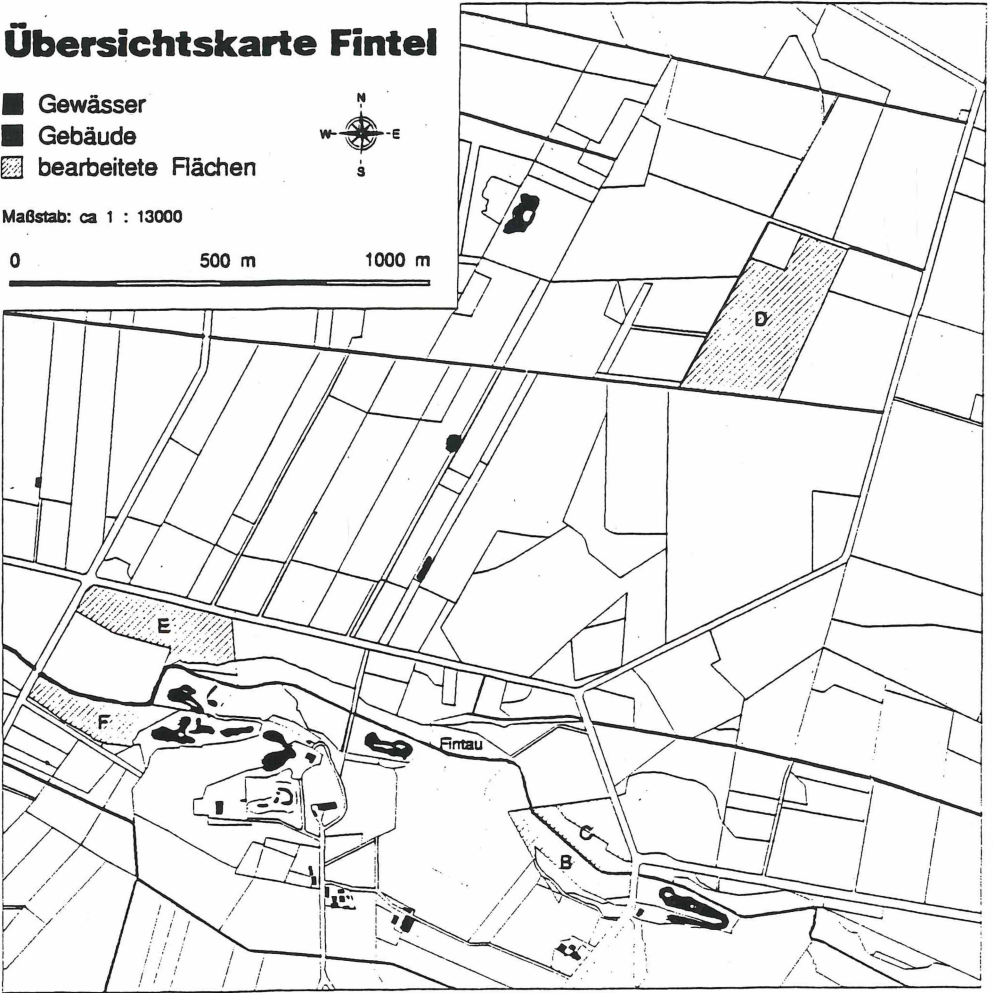 Übersichtskarte Fintel
Gewässer
Gebäude
bearbeitete Flächen
N
W E
S
Maßstab: ca 1 : 13000
0 500 m 1000 m
D
E
F
Fintau
C
B